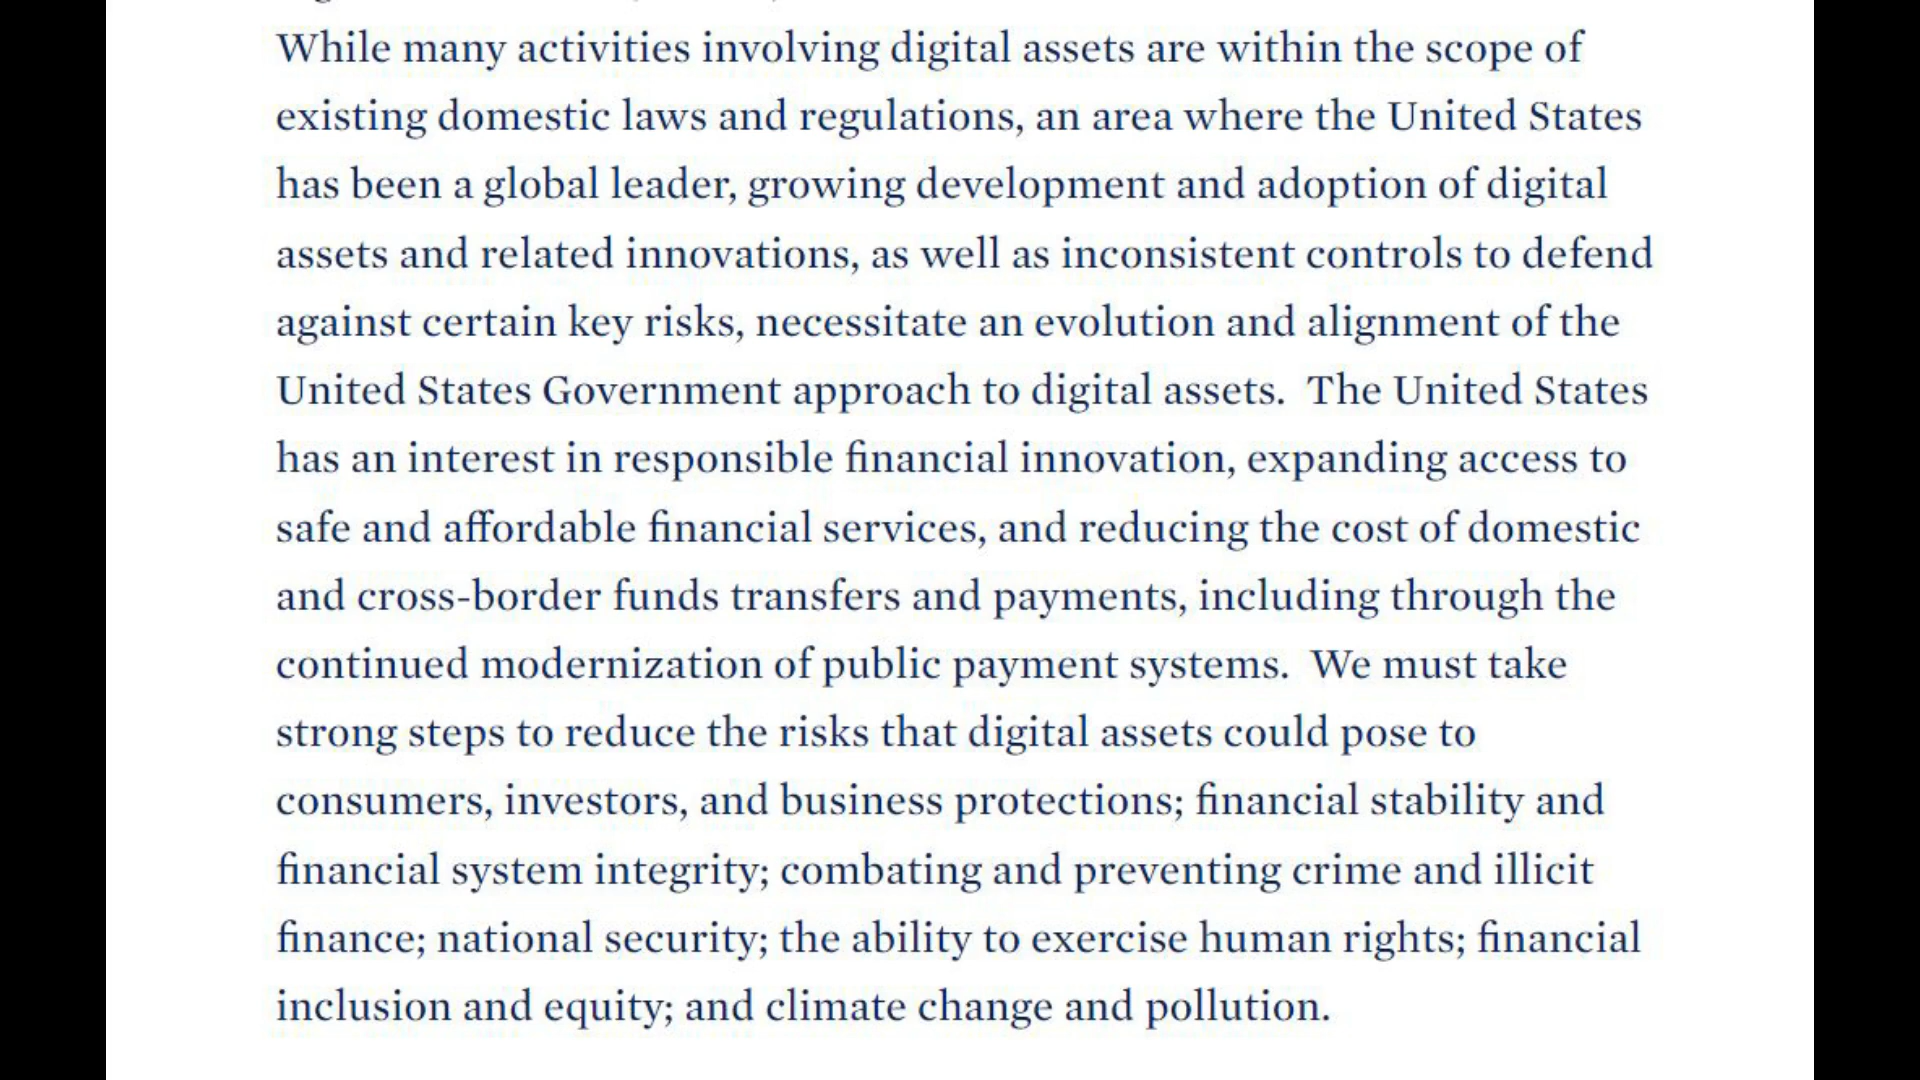 While many activities involving digital assets are within the scope of
existing domestic laws and regulations, an area where the United States
has been a global leader, growing development and adoption of digital
assets and related innovations, as well as inconsistent controls to defend
against certain key risks, necessitate an evolution and alignment of the
United States Government approach to digital assets.  The United States
has an interest in responsible financial innovation, expanding access to
safe and affordable financial services, and reducing the cost of domestic
and cross-border funds transfers and payments, including through the
continued modernization of public payment systems.  We must take
strong steps to reduce the risks that digital assets could pose to
consumers, investors, and business protections; financial stability and
financial system integrity; combating and preventing crime and illicit
finance; national security; the ability to exercise human rights; financial
inclusion and equity; and climate change and pollution.